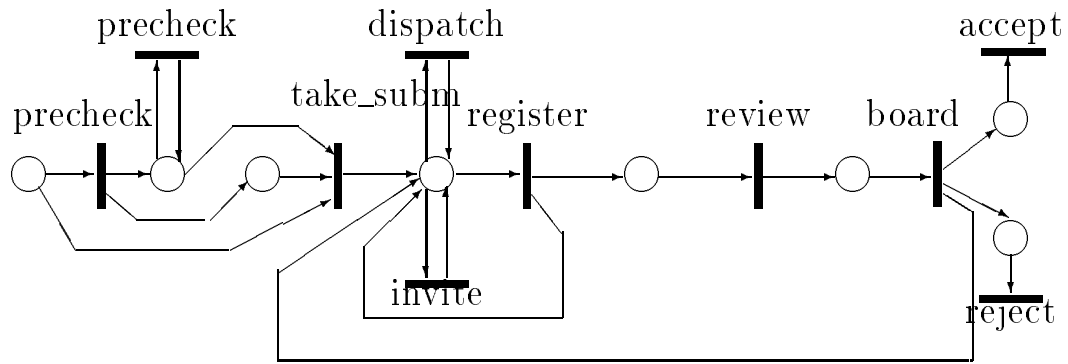 precheck
dispatch
accept
take_subm
precheck
register
review
board
invite
reject